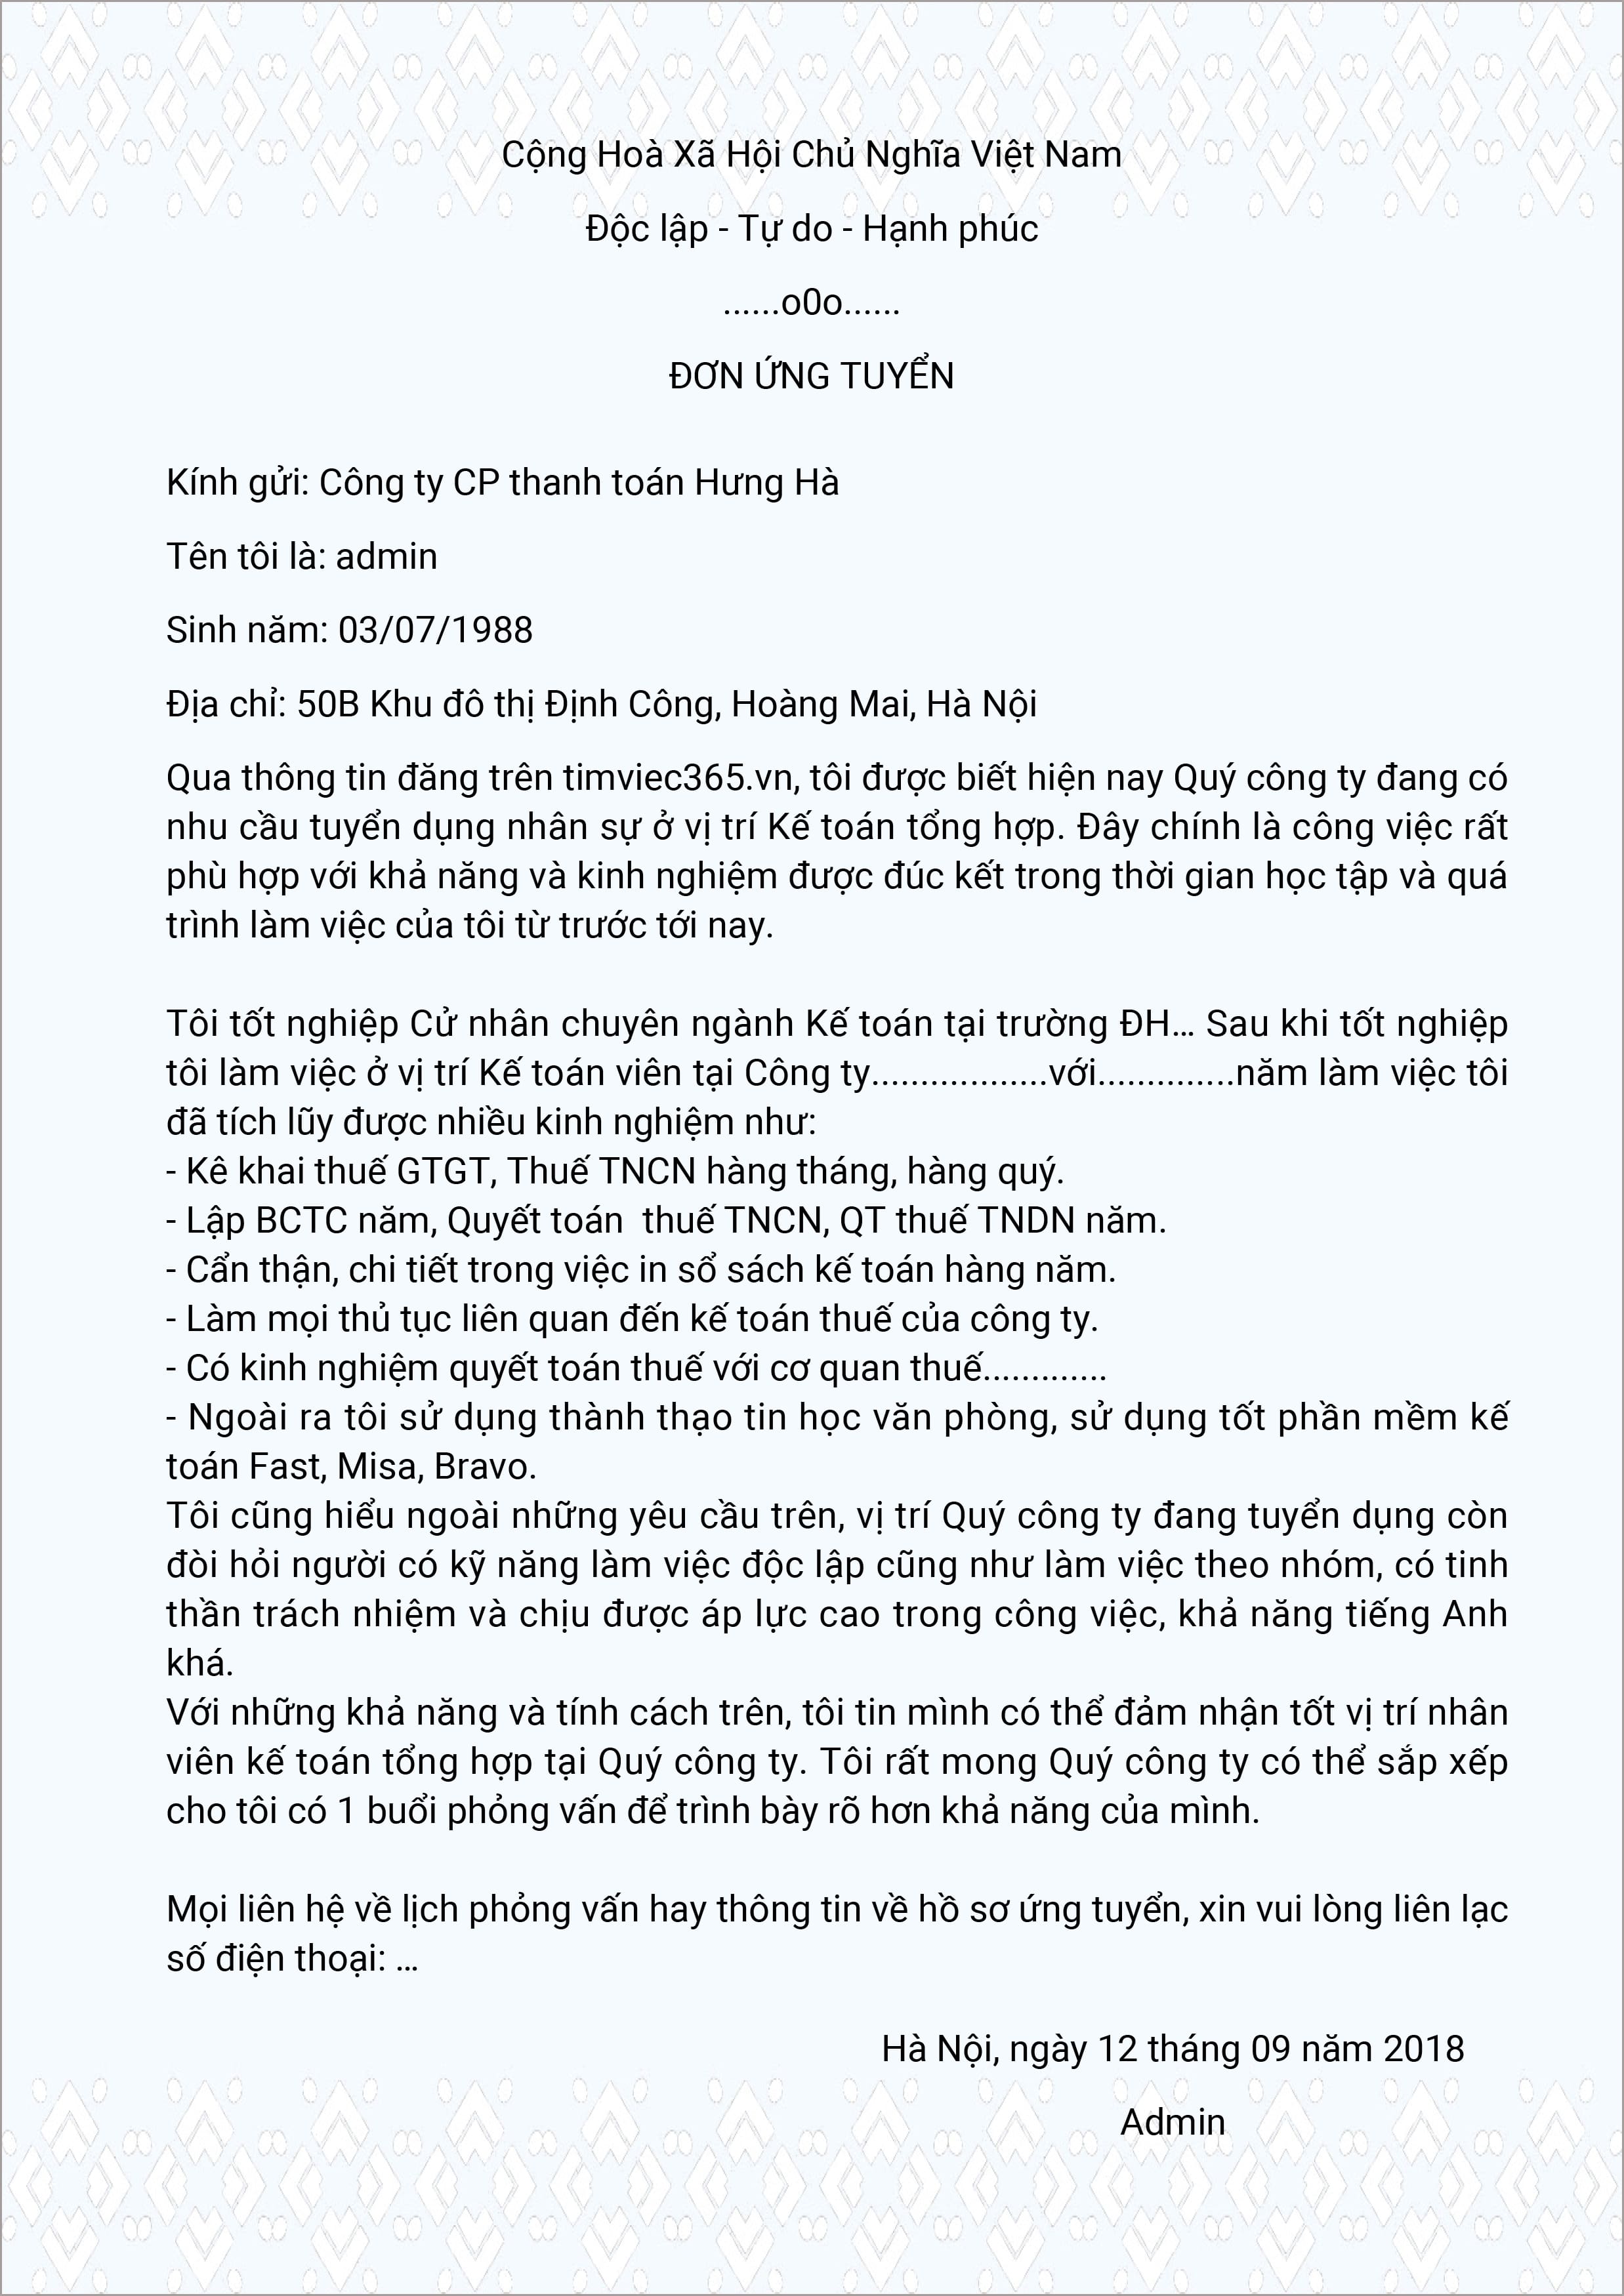 Cộng Hoà Xã Hội Chủ Nghĩa Việt Nam
Độc lập - Tự do - Hạnh phúc
......o0o......
ĐƠN ỨNG TUYỂN
Kính gửi: Công ty CP thanh toán Hưng Hà
Tên tôi là: admin
Sinh năm: 03/07/1988
Địa chỉ: 50B Khu đô thị Định Công, Hoàng Mai, Hà Nội
Qua thông tin đăng trên timviec365.vn, tôi được biết hiện nay Quý công ty đang có
nhu cầu tuyển dụng nhân sự ở vị trí Kế toán tổng hợp. Đây chính là công việc rất
phù hợp với khả năng và kinh nghiệm được đúc kết trong thời gian học tập và quá
trình làm việc của tôi từ trước tới nay.
Tôi tốt nghiệp Cử nhân chuyên ngành Kế toán tại trường ĐH… Sau khi tốt nghiệp
tôi làm việc ở vị trí Kế toán viên tại Công ty..................với..............năm làm việc tôi
đã tích lũy được nhiều kinh nghiệm như:
- Kê khai thuế GTGT, Thuế TNCN hàng tháng, hàng quý.
- Lập BCTC năm, Quyết toán  thuế TNCN, QT thuế TNDN năm.
- Cẩn thận, chi tiết trong việc in sổ sách kế toán hàng năm.
- Làm mọi thủ tục liên quan đến kế toán thuế của công ty.
- Có kinh nghiệm quyết toán thuế với cơ quan thuế.............
- Ngoài ra tôi sử dụng thành thạo tin học văn phòng, sử dụng tốt phần mềm kế
toán Fast, Misa, Bravo.
Tôi cũng hiểu ngoài những yêu cầu trên, vị trí Quý công ty đang tuyển dụng còn
đòi hỏi người có kỹ năng làm việc độc lập cũng như làm việc theo nhóm, có tinh
thần trách nhiệm và chịu được áp lực cao trong công việc, khả năng tiếng Anh
khá.
Với những khả năng và tính cách trên, tôi tin mình có thể đảm nhận tốt vị trí nhân
viên kế toán tổng hợp tại Quý công ty. Tôi rất mong Quý công ty có thể sắp xếp
cho tôi có 1 buổi phỏng vấn để trình bày rõ hơn khả năng của mình.
Mọi liên hệ về lịch phỏng vấn hay thông tin về hồ sơ ứng tuyển, xin vui lòng liên lạc
số điện thoại: …
Hà Nội, ngày 12 tháng 09 năm 2018
Admin